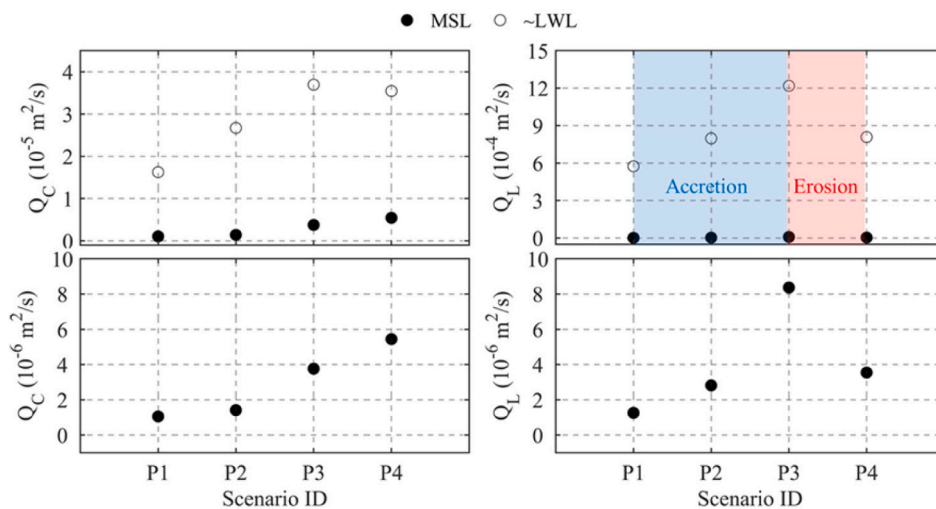 MSL ~LWL
Q_C (10^-5 m^2/s)
4
3
2
1
0
Q_L (10^-4 m^2/s)
15
12
9
6
3
0
Accretion Erosion
Q_C (10^-6 m^2/s)
10
8
6
4
2
0
P1 P2 P3 P4
Scenario ID
Q_L (10^-6 m^2/s)
10
8
6
4
2
0
P1 P2 P3 P4
Scenario ID